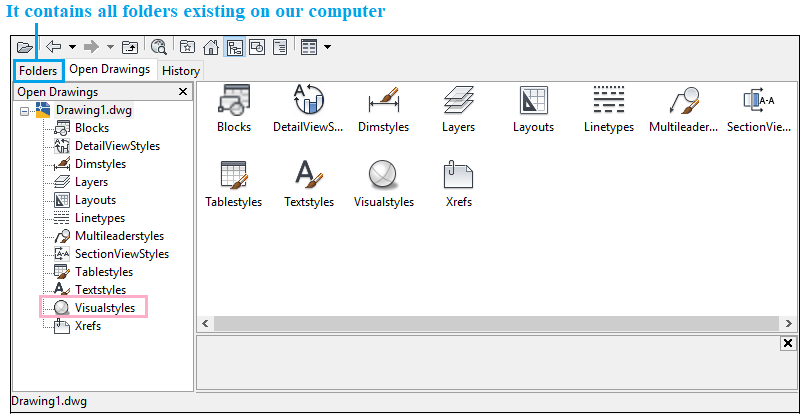 It contains all folders existing on our computer
Folders
Open Drawings
History
Open Drawings
Drawing1.dwg
Blocks
DetailViewStyles
Dimstyles
Layers
Layouts
Linetypes
Multileaderstyles
SectionViewStyles
Tablestyles
Textstyles
Visualstyles
Xrefs
Blocks
DetailViewS...
Dimstyles
Layers
Layouts
Linetypes
Multileader...
SectionVie...
Tablestyles
Textstyles
Visualstyles
Xrefs
Drawing1.dwg